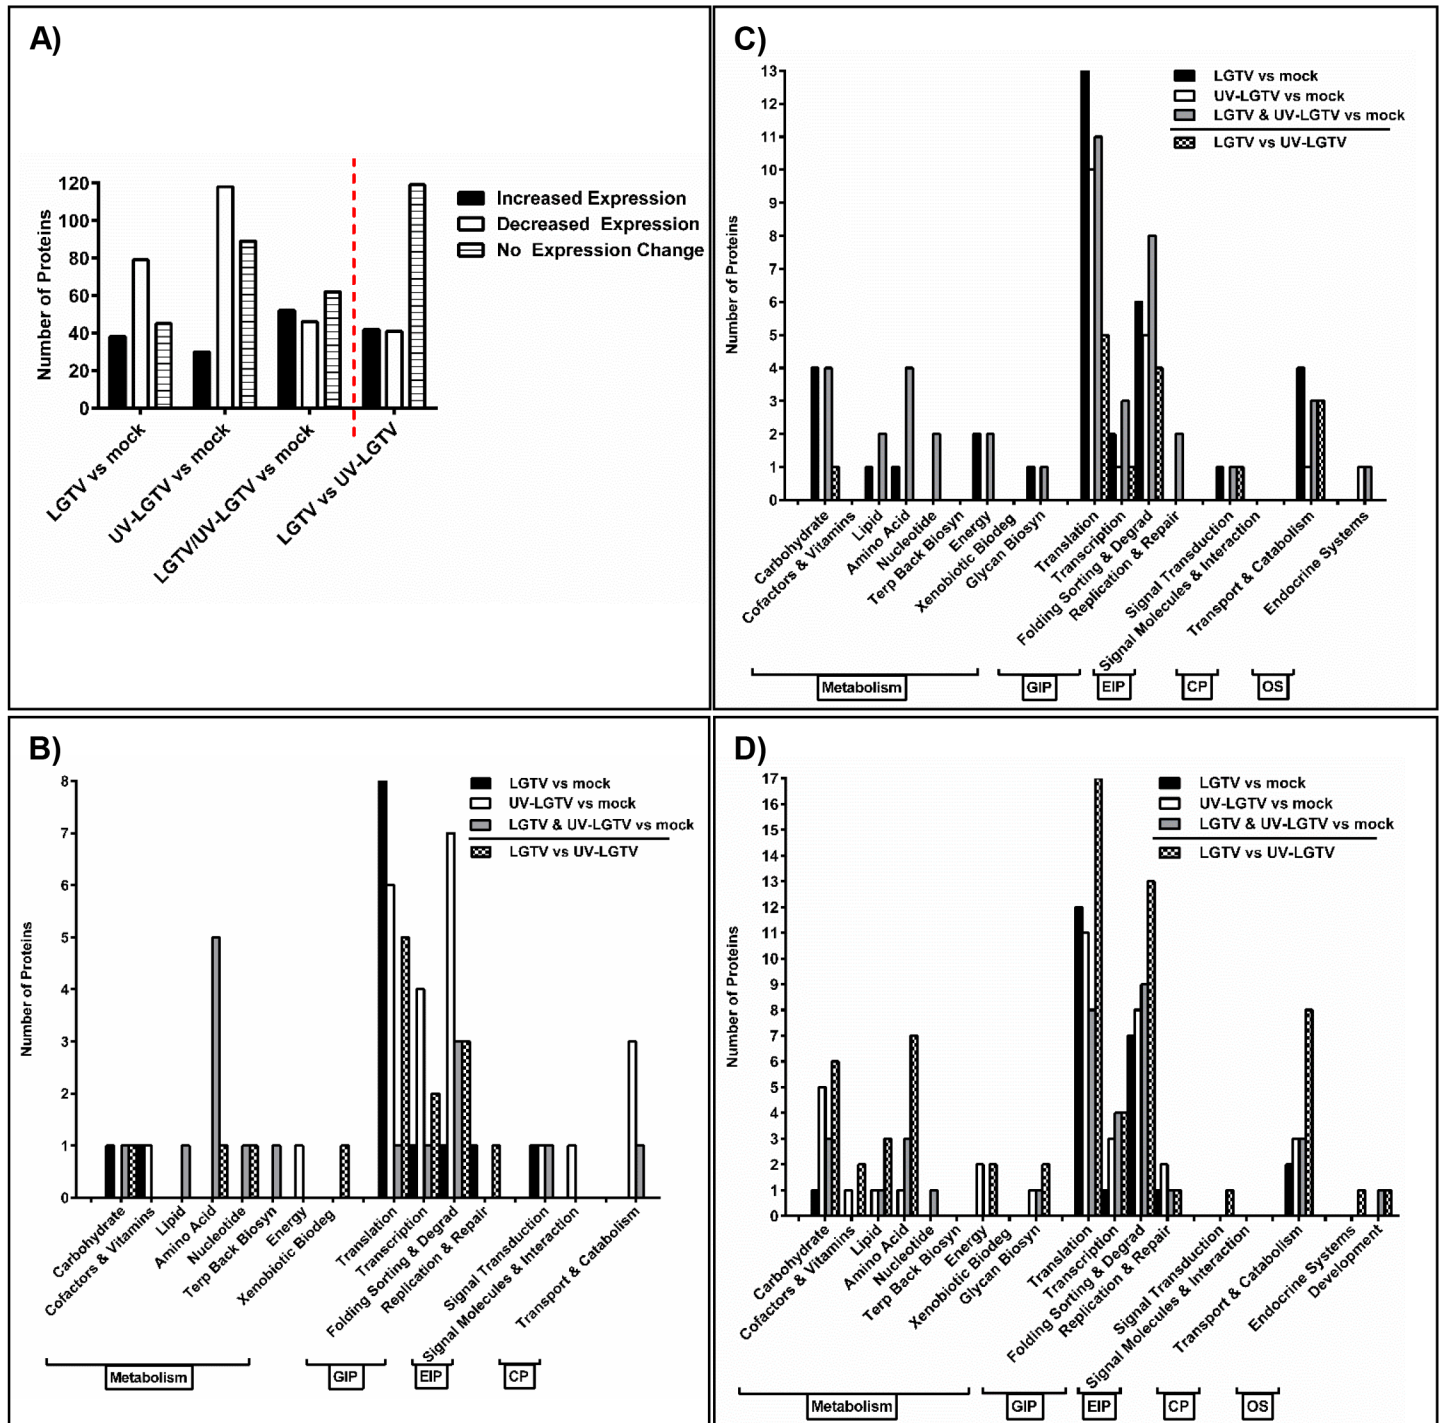 A)
Number of Proteins
120
100
80
60
40
20
0
Increased Expression
Decreased Expression
No Expression Change
LGTV vs mock
UV-LGTV vs mock
LGTV/UV-LGTV vs mock
LGTV vs UV-LGTV
C)
Number of Proteins
13
12
11
10
9
8
7
6
5
4
3
2
1
0
LGTV vs mock
UV-LGTV vs mock
LGTV & UV-LGTV vs mock
LGTV vs UV-LGTV
Carbohydrate
Cofactors & Vitamins
Lipid
Amino Acid
Nucleotide
Terp Back Biosyn
Energy
Xenobiotic Biodeg
Glycan Biosyn
Translation
Transcription
Folding Sorting & Degrad
Replication & Repair
Signal Transduction
Signal Molecules & Interaction
Transport & Catabolism
Endocrine Systems
Metabolism
GIP
EIP
CP
OS
B)
Number of Proteins
8
7
6
5
4
3
2
1
0
LGTV vs mock
UV-LGTV vs mock
LGTV & UV-LGTV vs mock
LGTV vs UV-LGTV
Carbohydrate
Cofactors & Vitamins
Lipid
Amino Acid
Nucleotide
Terp Back Biosyn
Energy
Xenobiotic Biodeg
Translation
Transcription
Folding Sorting & Degrad
Replication & Repair
Signal Transduction
Signal Molecules & Interaction
Transport & Catabolism
Metabolism
GIP
EIP
CP
D)
Number of Proteins
17
16
15
14
13
12
11
10
9
8
7
6
5
4
3
2
1
0
LGTV vs mock
UV-LGTV vs mock
LGTV & UV-LGTV vs mock
LGTV vs UV-LGTV
Carbohydrate
Cofactors & Vitamins
Lipid
Amino Acid
Nucleotide
Terp Back Biosyn
Energy
Xenobiotic Biodeg
Glycan Biosyn
Translation
Transcription
Folding Sorting & Degrad
Replication & Repair
Signal Transduction
Signal Molecules & Interaction
Transport & Catabolism
Endocrine Systems
Development
Metabolism
GIP
EIP
CP
OS